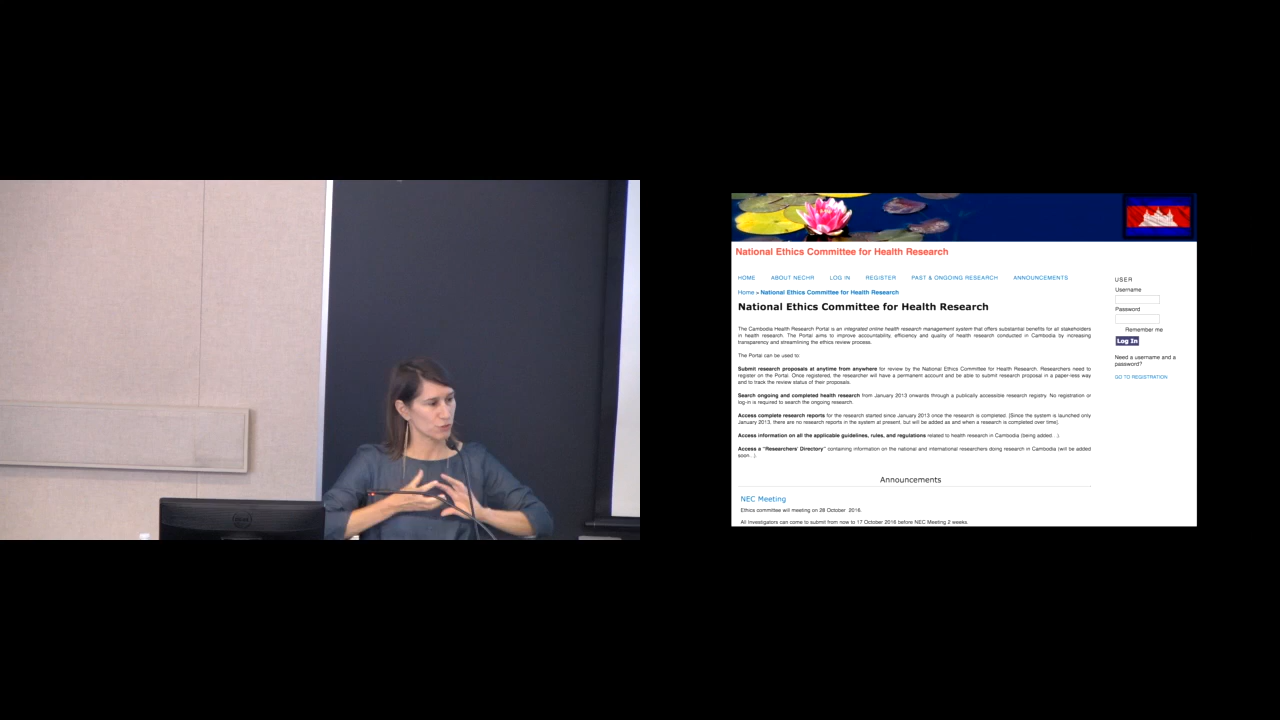 National Ethics Committee for Health Research
HOME ABOUT NECHR LOG IN REGISTER PAST & ONGOING RESEARCH ANNOUNCEMENTS
Home > National Ethics Committee for Health Research
National Ethics Committee for Health Research
The Cambodia Health Research Portal is an integrated online health research management system that offers substantial benefits for all stakeholders
in health research. The Portal aims to improve accountability, efficiency and quality of health research conducted in Cambodia by increasing
transparency and streamlining the ethics review process.
The Portal can be used to:
Submit research proposals at anytime from anywhere for review by the National Ethics Committee for Health Research. Researchers need to
register on the Portal. Once registered, the researcher will have a permanent account and be able to submit research proposal in a paper-less way
and to track the review status of their proposals.
Search ongoing and completed health research from January 2013 onwards through a publically accessible research registry. No registration or
log-in is required to search the ongoing research.
Access complete research reports for the research started since January 2013 once the research is completed. [Since the system is launched only
January 2013, there are no research reports in the system at present, but will be added as and when a research is completed over time].
Access information on all the applicable guidelines, rules, and regulations related to health research in Cambodia (being added...).
Access a "Researchers' Directory" containing information on the national and international researchers doing research in Cambodia (will be added
soon...).
Announcements
NEC Meeting
Ethics committee will meeting on 28 October 2016.
All Investigators can come to submit from now to 17 October 2016 before NEC Meeting 2 weeks.
USER
Username
Password
Remember me
Log In
Need a username and a
password?
GO TO REGISTRATION